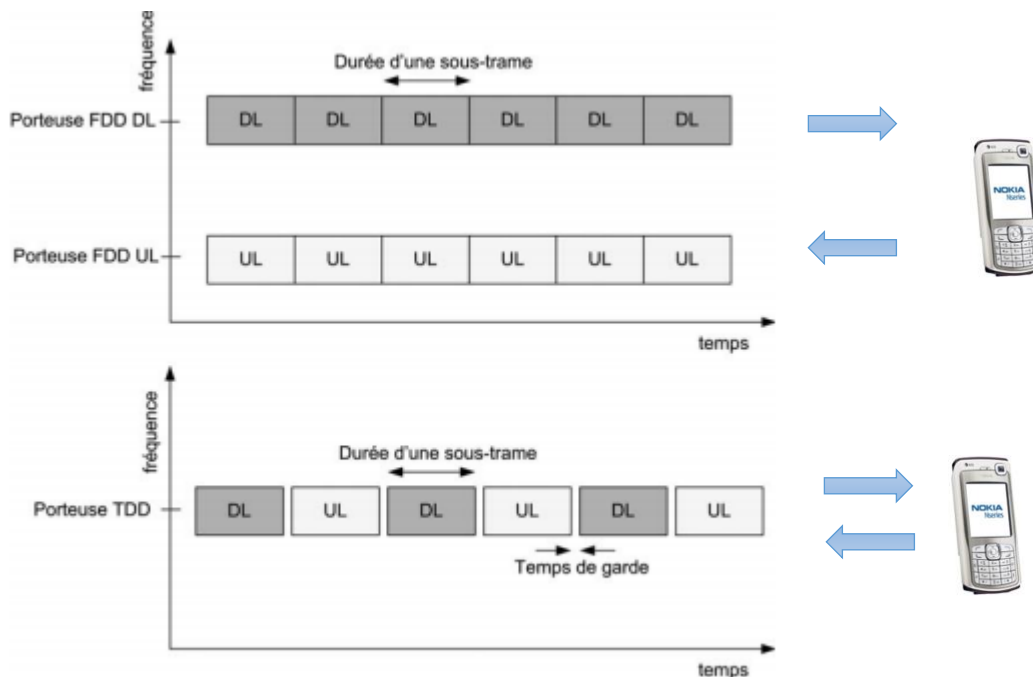 fréquence
Durée d'une sous-trame
Porteuse FDD DL
DL DL DL DL DL DL
NOKIA
Nseries
Porteuse FDD UL
UL UL UL UL UL UL
temps
fréquence
Durée d'une sous-trame
Porteuse TDD
DL UL DL UL DL UL
NOKIA
Nseries
Temps de garde
temps